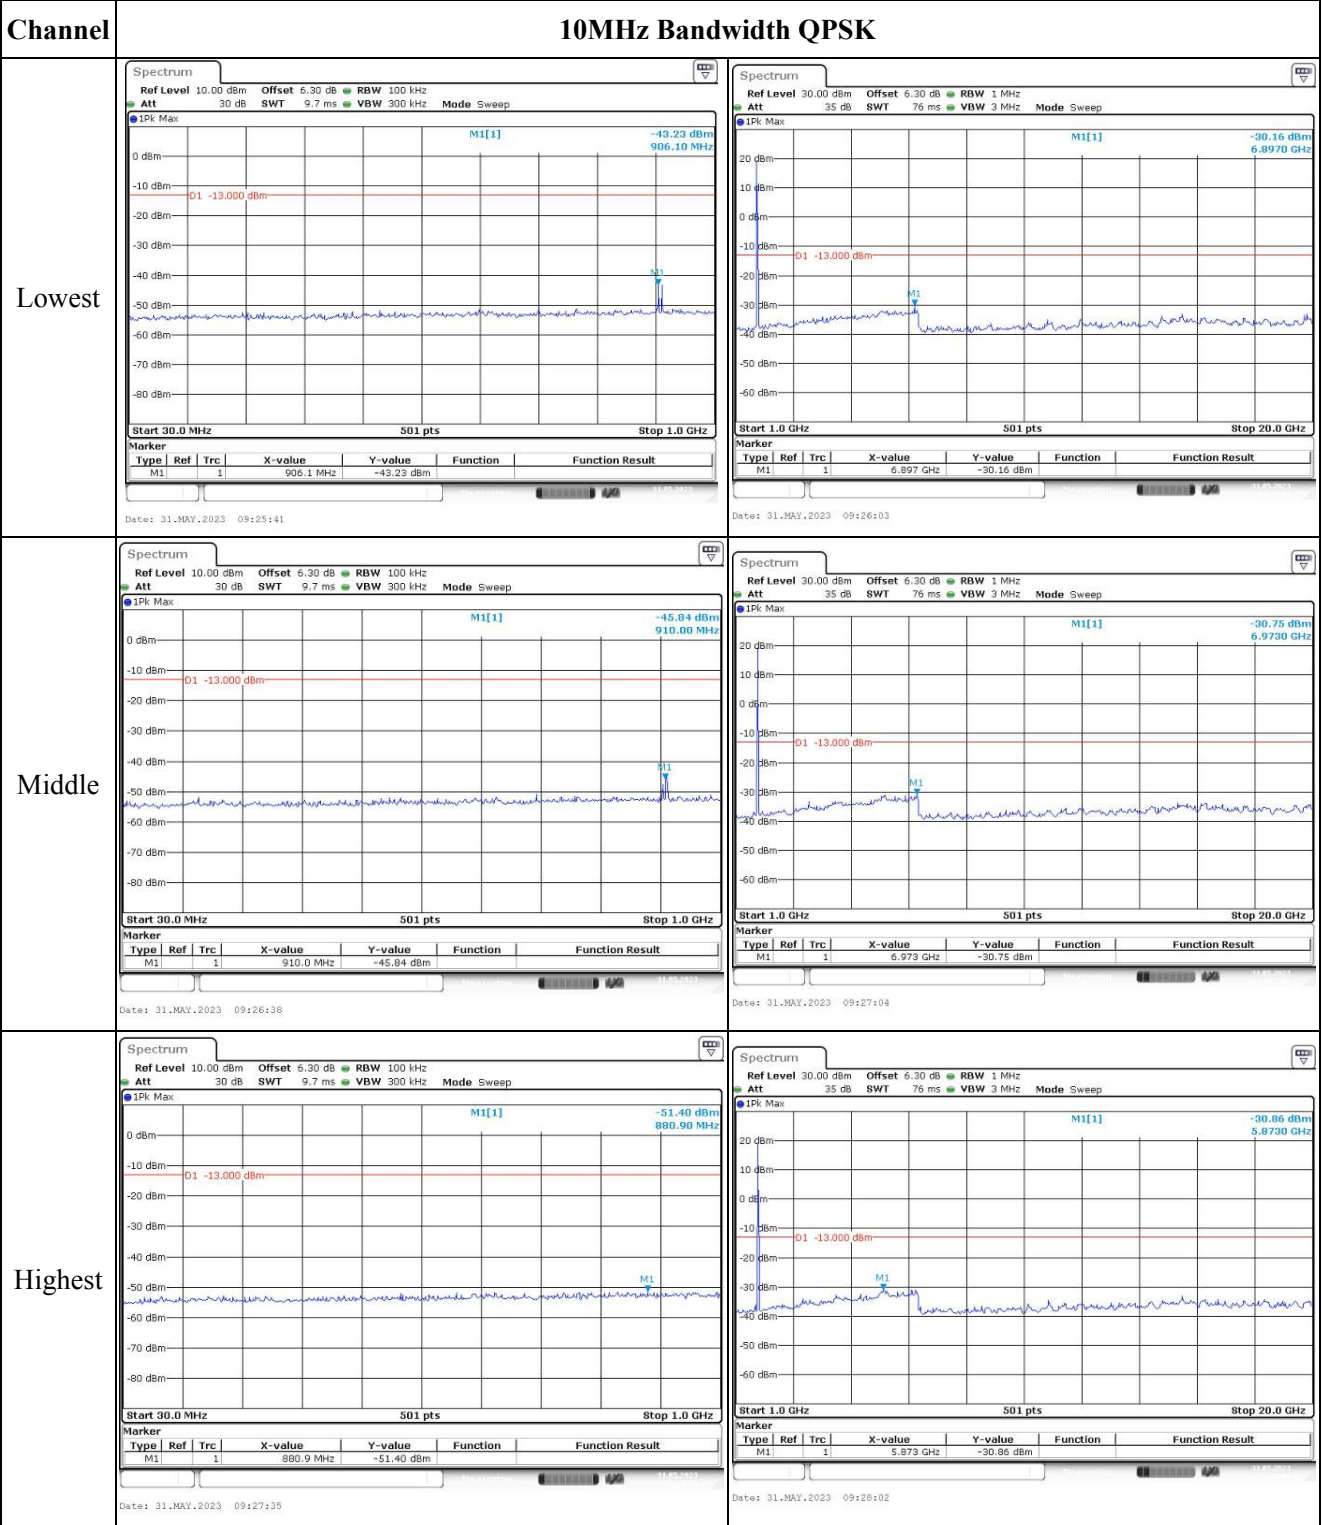 Channel 10MHz Bandwidth QPSK
Lowest
Spectrum
Ref Level 10.00 dBm Offset 6.30 dB RBW 100 kHz
Att 30 dB SWT 9.7 ms VBW 300 kHz Mode Sweep
1Pk Max
M1[1] -43.23 dBm
906.10 MHz
0 dBm
-10 dBm
D1 -13.000 dBm
-20 dBm
-30 dBm
-40 dBm
M1
-50 dBm
-60 dBm
-70 dBm
-80 dBm
Start 30.0 MHz 501 pts Stop 1.0 GHz
Marker
Type Ref Trc X-value Y-value Function Function Result
M1 1 906.1 MHz -43.23 dBm
Date: 31.MAY.2023 09:25:41
Spectrum
Ref Level 30.00 dBm Offset 6.30 dB RBW 1 MHz
Att 35 dB SWT 76 ms VBW 3 MHz Mode Sweep
1Pk Max
M1[1] -30.16 dBm
6.8970 GHz
20 dBm
10 dBm
0 dBm
-10 dBm
D1 -13.000 dBm
-20 dBm
M1
-30 dBm
-40 dBm
-50 dBm
-60 dBm
Start 1.0 GHz 501 pts Stop 20.0 GHz
Marker
Type Ref Trc X-value Y-value Function Function Result
M1 1 6.897 GHz -30.16 dBm
Date: 31.MAY.2023 09:26:03
Middle
Spectrum
Ref Level 10.00 dBm Offset 6.30 dB RBW 100 kHz
Att 30 dB SWT 9.7 ms VBW 300 kHz Mode Sweep
1Pk Max
M1[1] -45.84 dBm
910.00 MHz
0 dBm
-10 dBm
D1 -13.000 dBm
-20 dBm
-30 dBm
-40 dBm
M1
-50 dBm
-60 dBm
-70 dBm
-80 dBm
Start 30.0 MHz 501 pts Stop 1.0 GHz
Marker
Type Ref Trc X-value Y-value Function Function Result
M1 1 910.0 MHz -45.84 dBm
Date: 31.MAY.2023 09:26:38
Spectrum
Ref Level 30.00 dBm Offset 6.30 dB RBW 1 MHz
Att 35 dB SWT 76 ms VBW 3 MHz Mode Sweep
1Pk Max
M1[1] -30.75 dBm
6.9730 GHz
20 dBm
10 dBm
0 dBm
-10 dBm
D1 -13.000 dBm
-20 dBm
M1
-30 dBm
-40 dBm
-50 dBm
-60 dBm
Start 1.0 GHz 501 pts Stop 20.0 GHz
Marker
Type Ref Trc X-value Y-value Function Function Result
M1 1 6.973 GHz -30.75 dBm
Date: 31.MAY.2023 09:27:04
Highest
Spectrum
Ref Level 10.00 dBm Offset 6.30 dB RBW 100 kHz
Att 30 dB SWT 9.7 ms VBW 300 kHz Mode Sweep
1Pk Max
M1[1] -51.40 dBm
880.90 MHz
0 dBm
-10 dBm
D1 -13.000 dBm
-20 dBm
-30 dBm
-40 dBm
M1
-50 dBm
-60 dBm
-70 dBm
-80 dBm
Start 30.0 MHz 501 pts Stop 1.0 GHz
Marker
Type Ref Trc X-value Y-value Function Function Result
M1 1 880.9 MHz -51.40 dBm
Date: 31.MAY.2023 09:27:35
Spectrum
Ref Level 30.00 dBm Offset 6.30 dB RBW 1 MHz
Att 35 dB SWT 76 ms VBW 3 MHz Mode Sweep
1Pk Max
M1[1] -30.86 dBm
5.8730 GHz
20 dBm
10 dBm
0 dBm
-10 dBm
D1 -13.000 dBm
-20 dBm
M1
-30 dBm
-40 dBm
-50 dBm
-60 dBm
Start 1.0 GHz 501 pts Stop 20.0 GHz
Marker
Type Ref Trc X-value Y-value Function Function Result
M1 1 5.873 GHz -30.86 dBm
Date: 31.MAY.2023 09:28:02